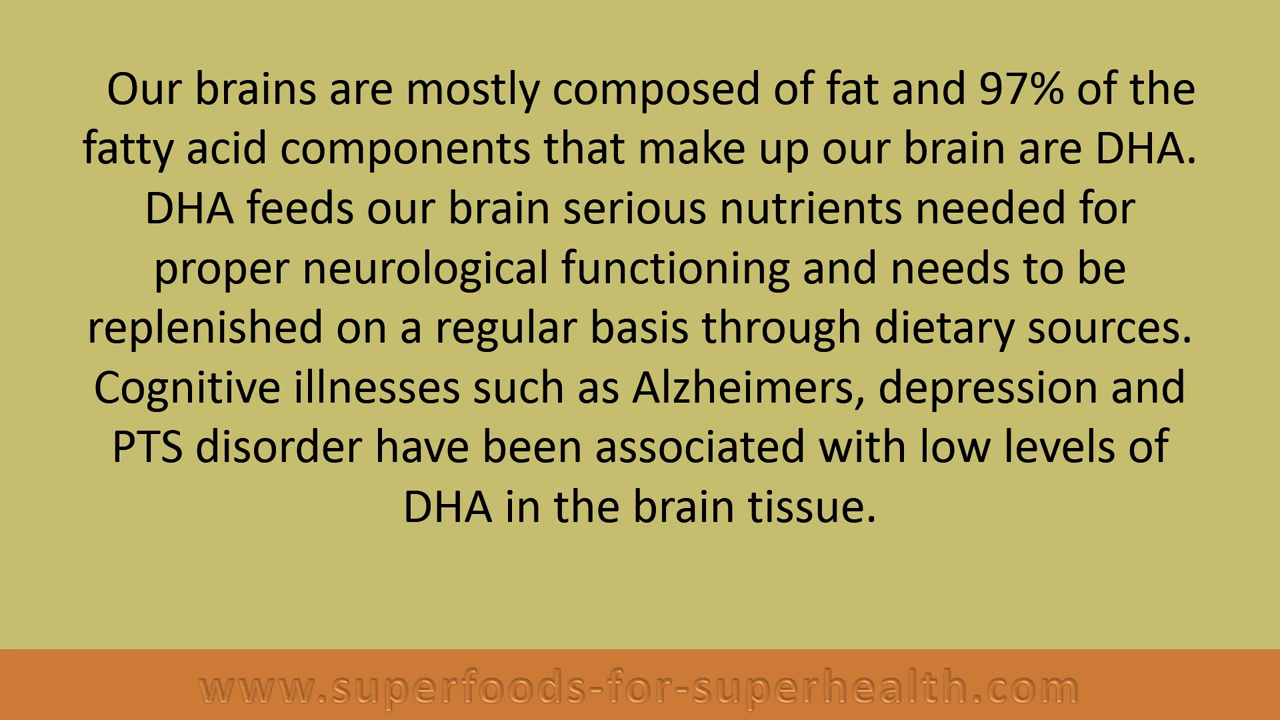 Our brains are mostly composed of fat and 97% of the
fatty acid components that make up our brain are DHA.
DHA feeds our brain serious nutrients needed for
proper neurological functioning and needs to be
replenished on a regular basis through dietary sources.
Cognitive illnesses such as Alzheimers, depression and
PTS disorder have been associated with low levels of
DHA in the brain tissue.
www.superfoods-for-superhealth.com